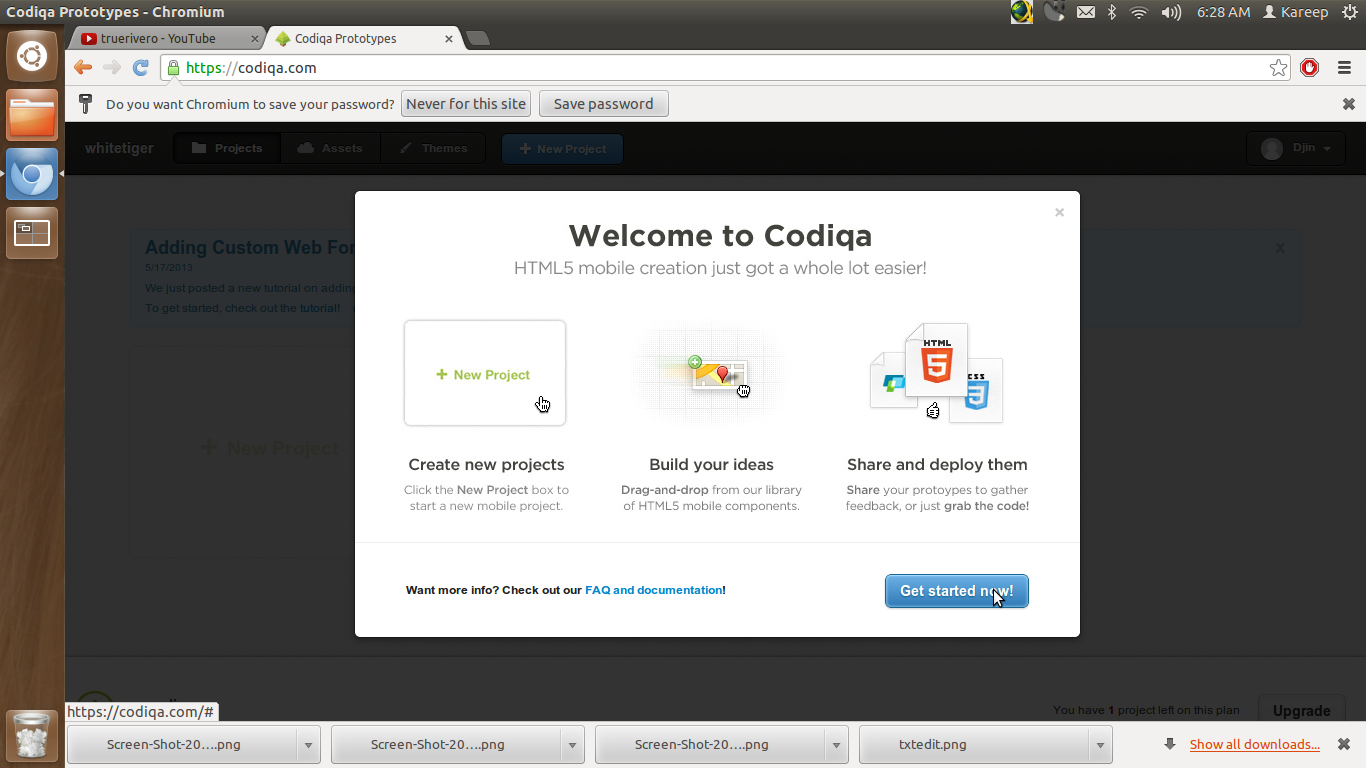 Codiqa Prototypes - Chromium
6:28 AM
Kareep
truerivero - YouTube
Codiqa Prototypes
https://codiqa.com
Do you want Chromium to save your password?
Never for this site
Save password
whitetiger
Projects
Assets
Themes
+ New Project
Djin
Adding Custom Web For
5/17/2013
We just posted a new tutorial on adding
To get started, check out the tutorial!
x
Welcome to Codiqa
HTML5 mobile creation just got a whole lot easier!
+ New Project
HTML
5
CSS
3
Create new projects
Click the New Project box to
start a new mobile project.
Build your ideas
Drag-and-drop from our library
of HTML5 mobile components.
Share and deploy them
Share your protoypes to gather
feedback, or just grab the code!
+ New Project
Want more info? Check out our FAQ and documentation!
Get started now!
You have 1 project left on this plan
Upgrade
https://codiqa.com/#
Screen-Shot-20....png
Screen-Shot-20....png
Screen-Shot-20....png
txtedit.png
Show all downloads...